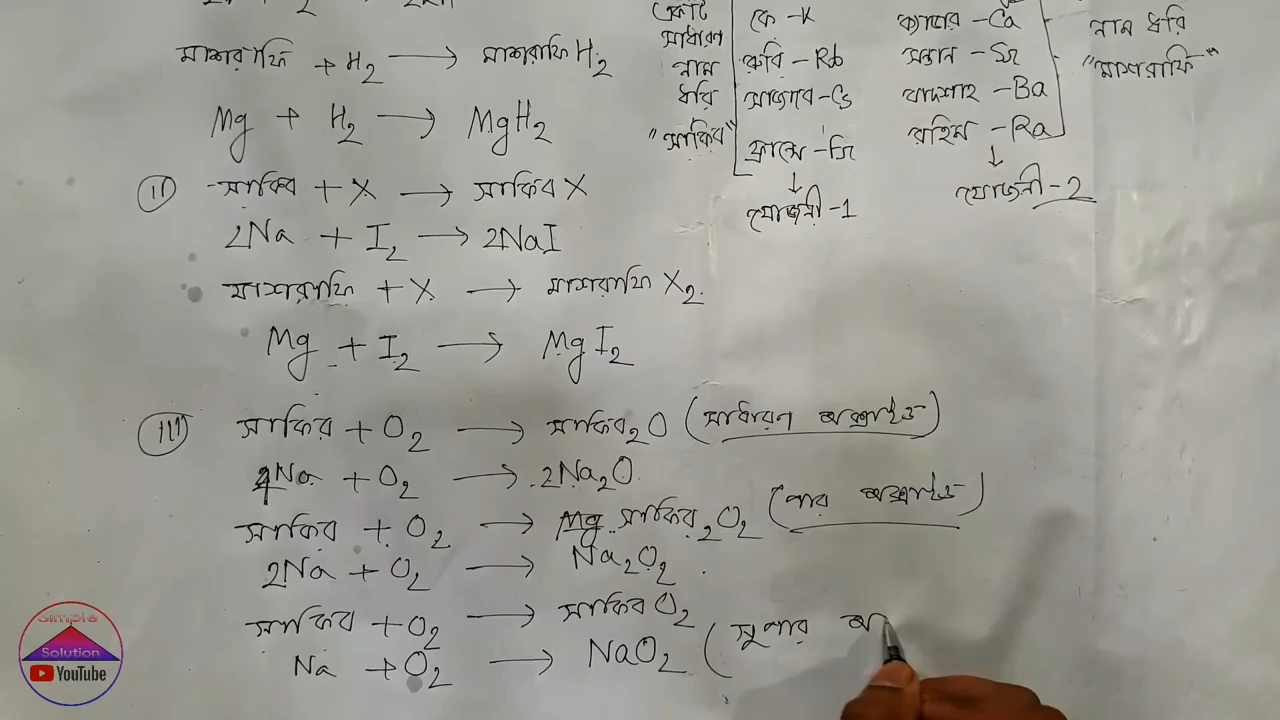 মাশরাফি + H₂ → মাশরাফি H₂
Mg + H₂ → MgH₂
(ii) সাকিব + X → সাকিব X
2Na + I₂ → 2NaI
মাশরাফি + X → মাশরাফি X₂
Mg + I₂ → MgI₂
(iii) সাকিব + O₂ → সাকিব₂O (সাধারণ অক্সাইড)
4Na + O₂ → 2Na₂O
সাকিব + O₂ → সাকিব₂O₂ (পার অক্সাইড)
2Na + O₂ → Na₂O₂
সাকিব + O₂ → সাকিব O₂
Na + O₂ → NaO₂ (সুপার অ
একটি
সাধারণ
নাম
ধরি
"সাকিব"
কে - K
রুবি - Rb
সাজাবে - Cs
ফ্রান্সে - Fr
↓
যোজনী - 1
Ca
সন্তান - Sr
বাদশাহ - Ba
রহিম - Ra
↓
যোজনী - 2
নাম ধরি
"মাশরাফি"
Simple
Solution
YouTube